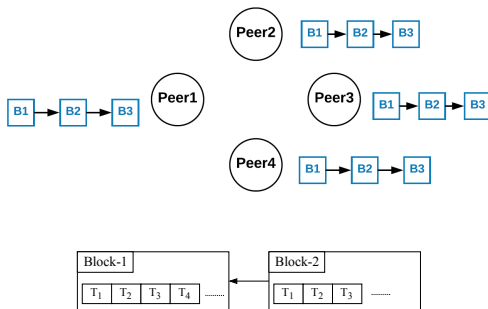 Peer2 B1 B2 B3
Peer1 B1 B2 B3
Peer3 B1 B2 B3
Peer4 B1 B2 B3
Block-1 Block-2
T1 T2 T3 T4 ......... T1 T2 T3 .........